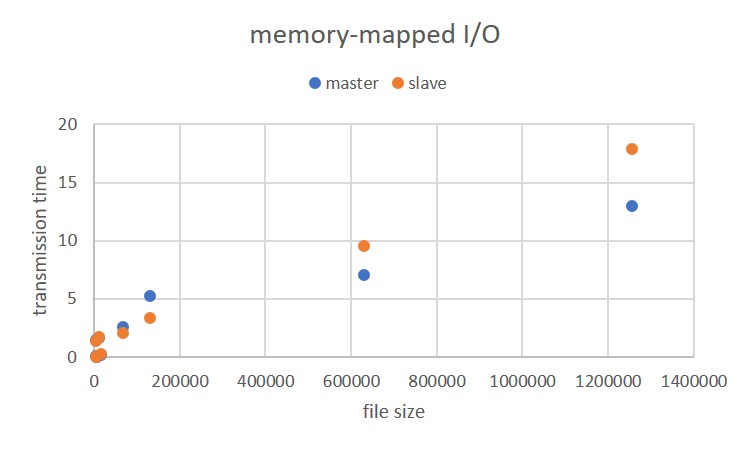 memory-mapped I/O
master slave
20
15
10
5
0
transmission time
0 200000 400000 600000 800000 1000000 1200000 1400000
file size